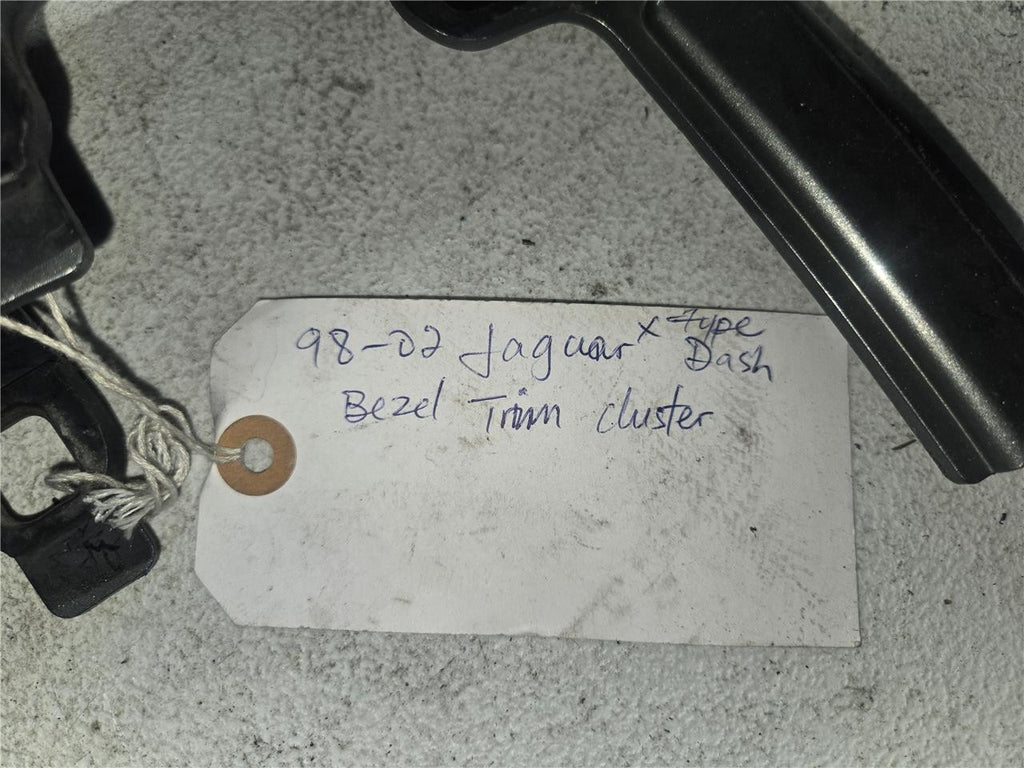 98-02 Jaguar X Type Dash
Bezel Trim cluster